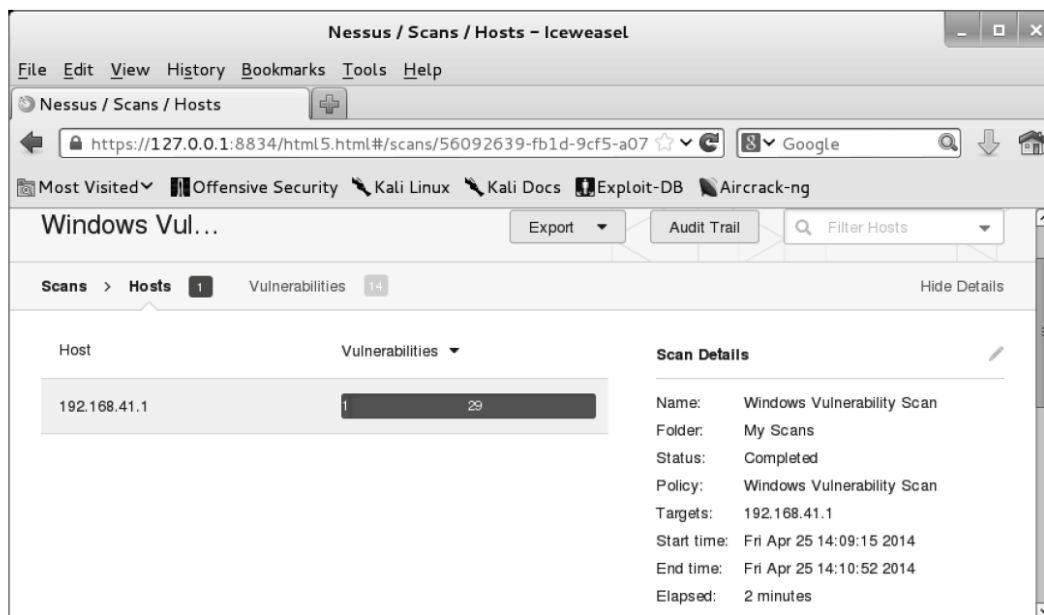 Nessus / Scans / Hosts – Iceweasel
File Edit View History Bookmarks Tools Help
Nessus / Scans / Hosts
https://127.0.0.1:8834/html5.html#/scans/56092639-fb1d-9cf5-a07
8 Google
Most Visited Offensive Security Kali Linux Kali Docs Exploit-DB Aircrack-ng
Windows Vul... Export Audit Trail Filter Hosts
Scans > Hosts 1 Vulnerabilities 14 Hide Details
Host Vulnerabilities
192.168.41.1 1 29
Scan Details
Name: Windows Vulnerability Scan
Folder: My Scans
Status: Completed
Policy: Windows Vulnerability Scan
Targets: 192.168.41.1
Start time: Fri Apr 25 14:09:15 2014
End time: Fri Apr 25 14:10:52 2014
Elapsed: 2 minutes